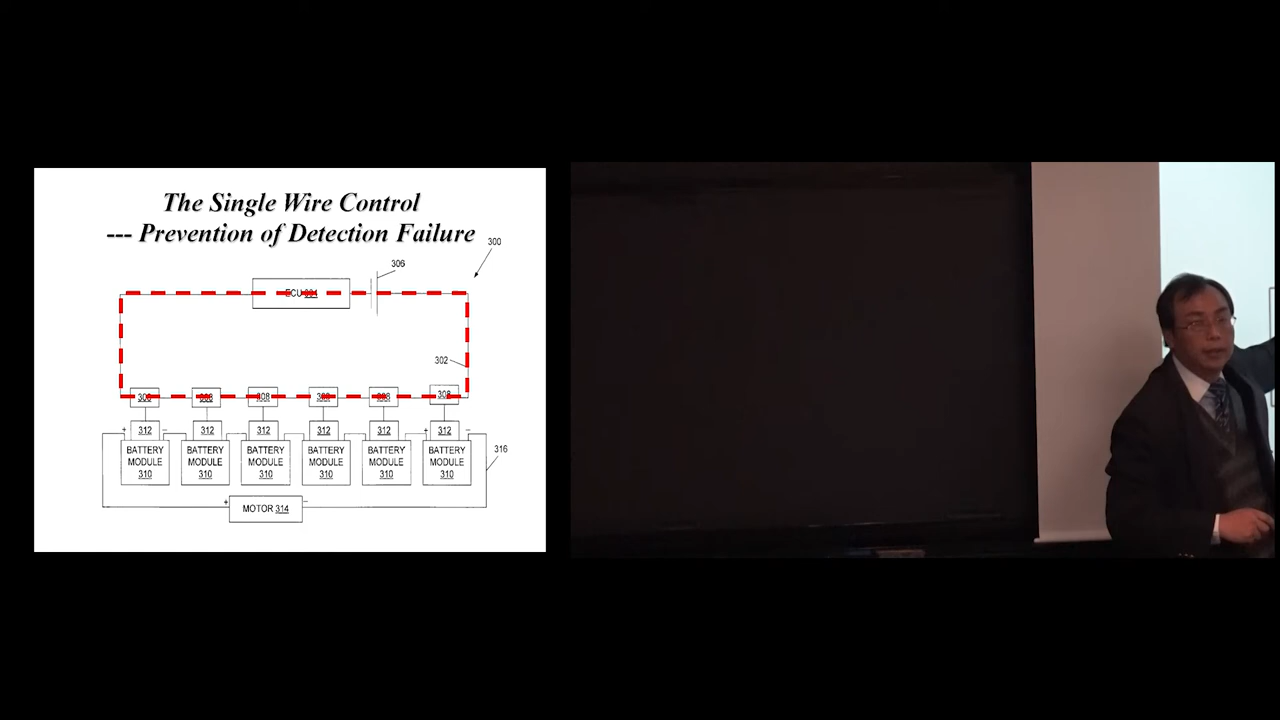 The Single Wire Control
--- Prevention of Detection Failure
300
306
ECU 304
302
308 308 308 308 308 308
312 312 312 312 312 312
+ − + −
BATTERY MODULE 310
BATTERY MODULE 310
BATTERY MODULE 310
BATTERY MODULE 310
BATTERY MODULE 310
BATTERY MODULE 310
316
+ −
MOTOR 314